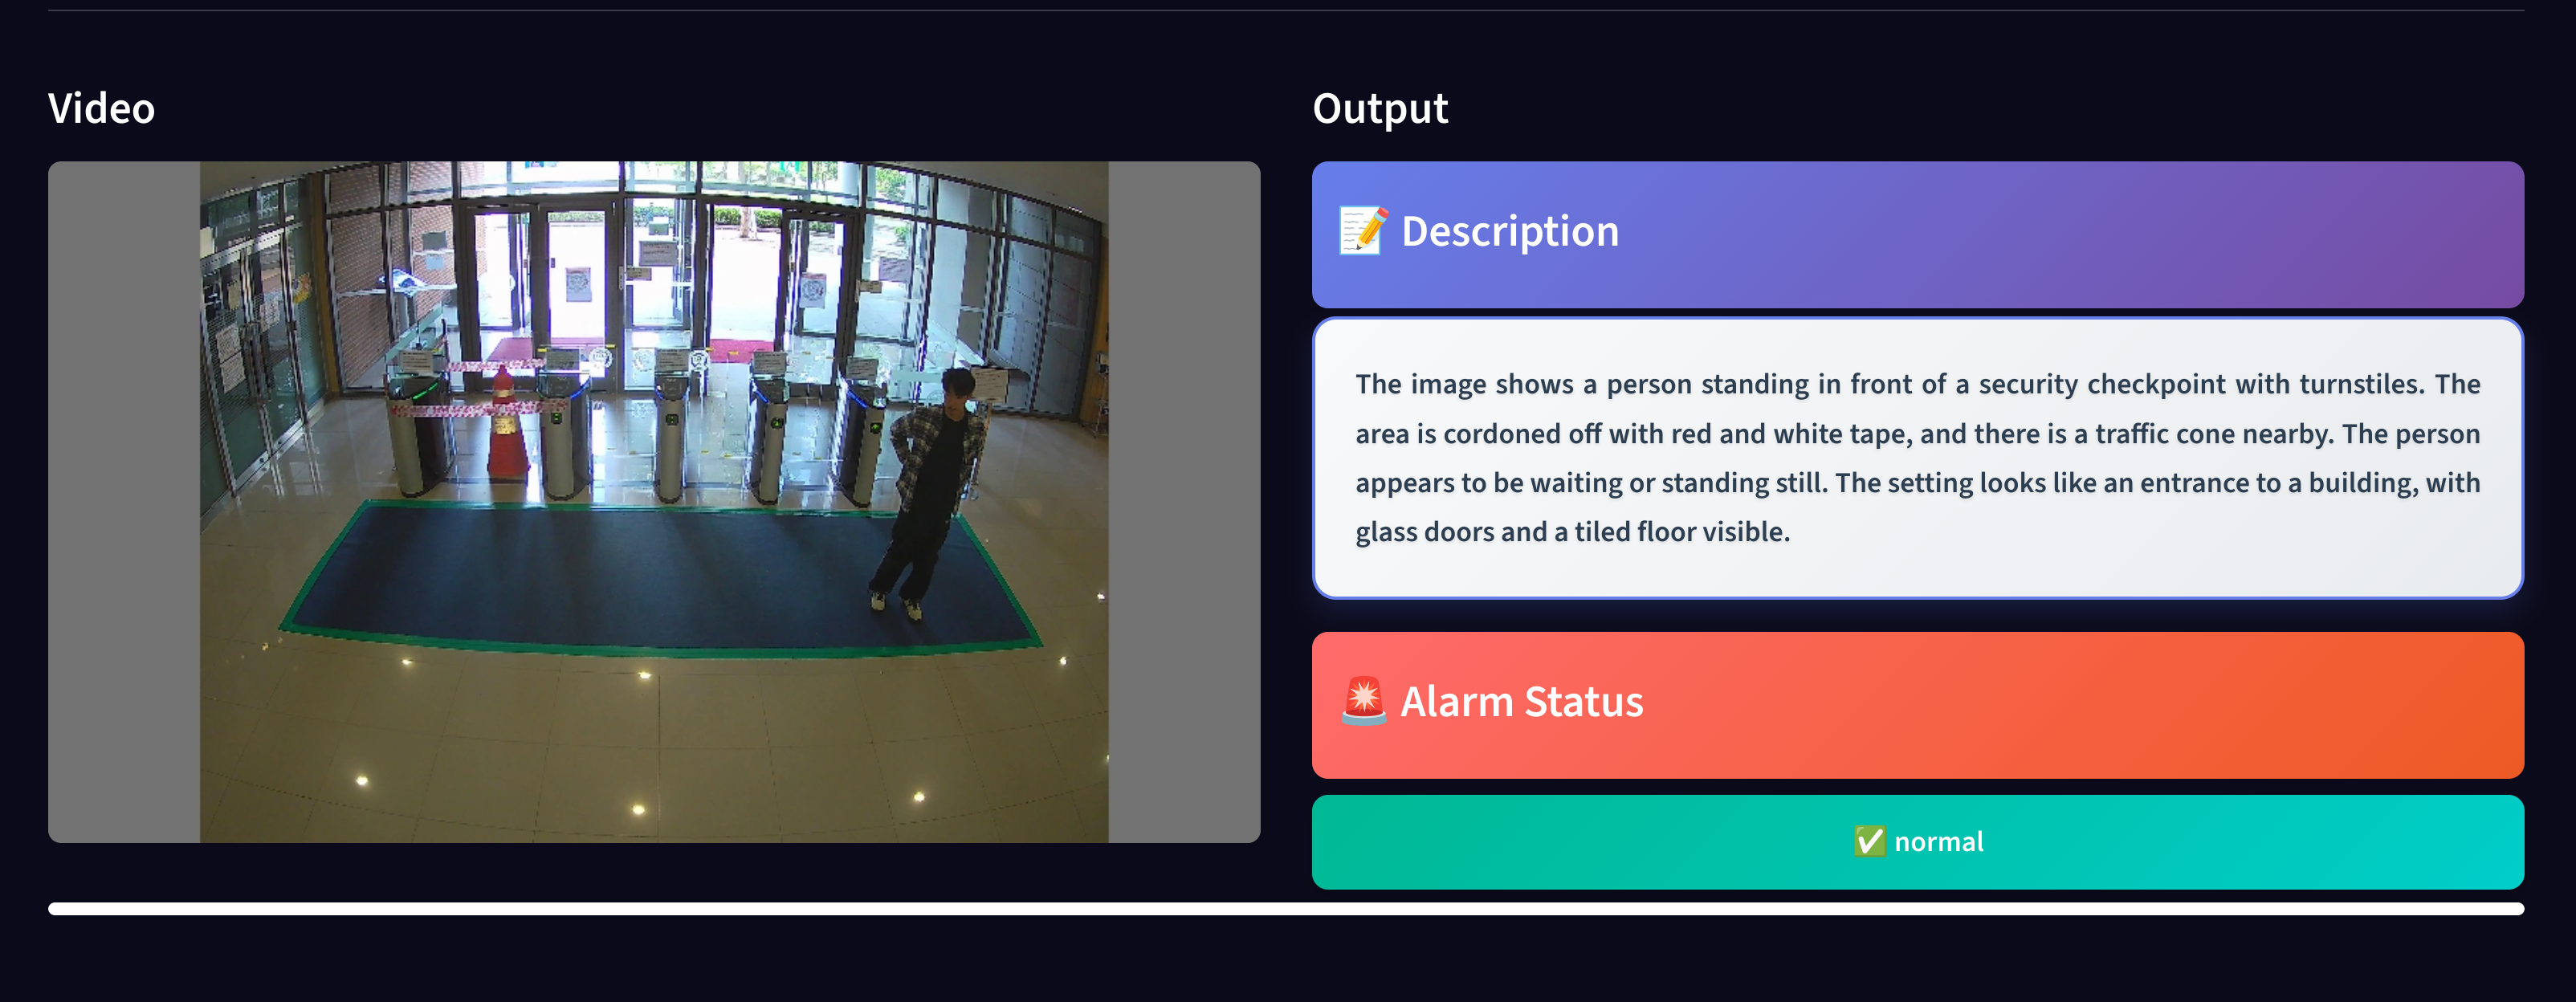 Video
Output
📝 Description
The image shows a person standing in front of a security checkpoint with turnstiles. The
area is cordoned off with red and white tape, and there is a traffic cone nearby. The person
appears to be waiting or standing still. The setting looks like an entrance to a building, with
glass doors and a tiled floor visible.
🚨 Alarm Status
✅ normal